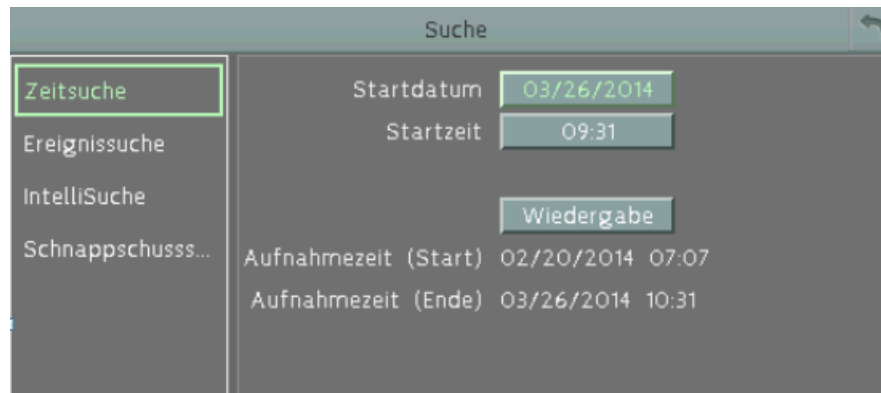 Suche
Zeitsuche
Ereignissuche
IntelliSuche
Schnappschusss...
Startdatum 03/26/2014
Startzeit 09:31
Wiedergabe
Aufnahmezeit (Start) 02/20/2014 07:07
Aufnahmezeit (Ende) 03/26/2014 10:31